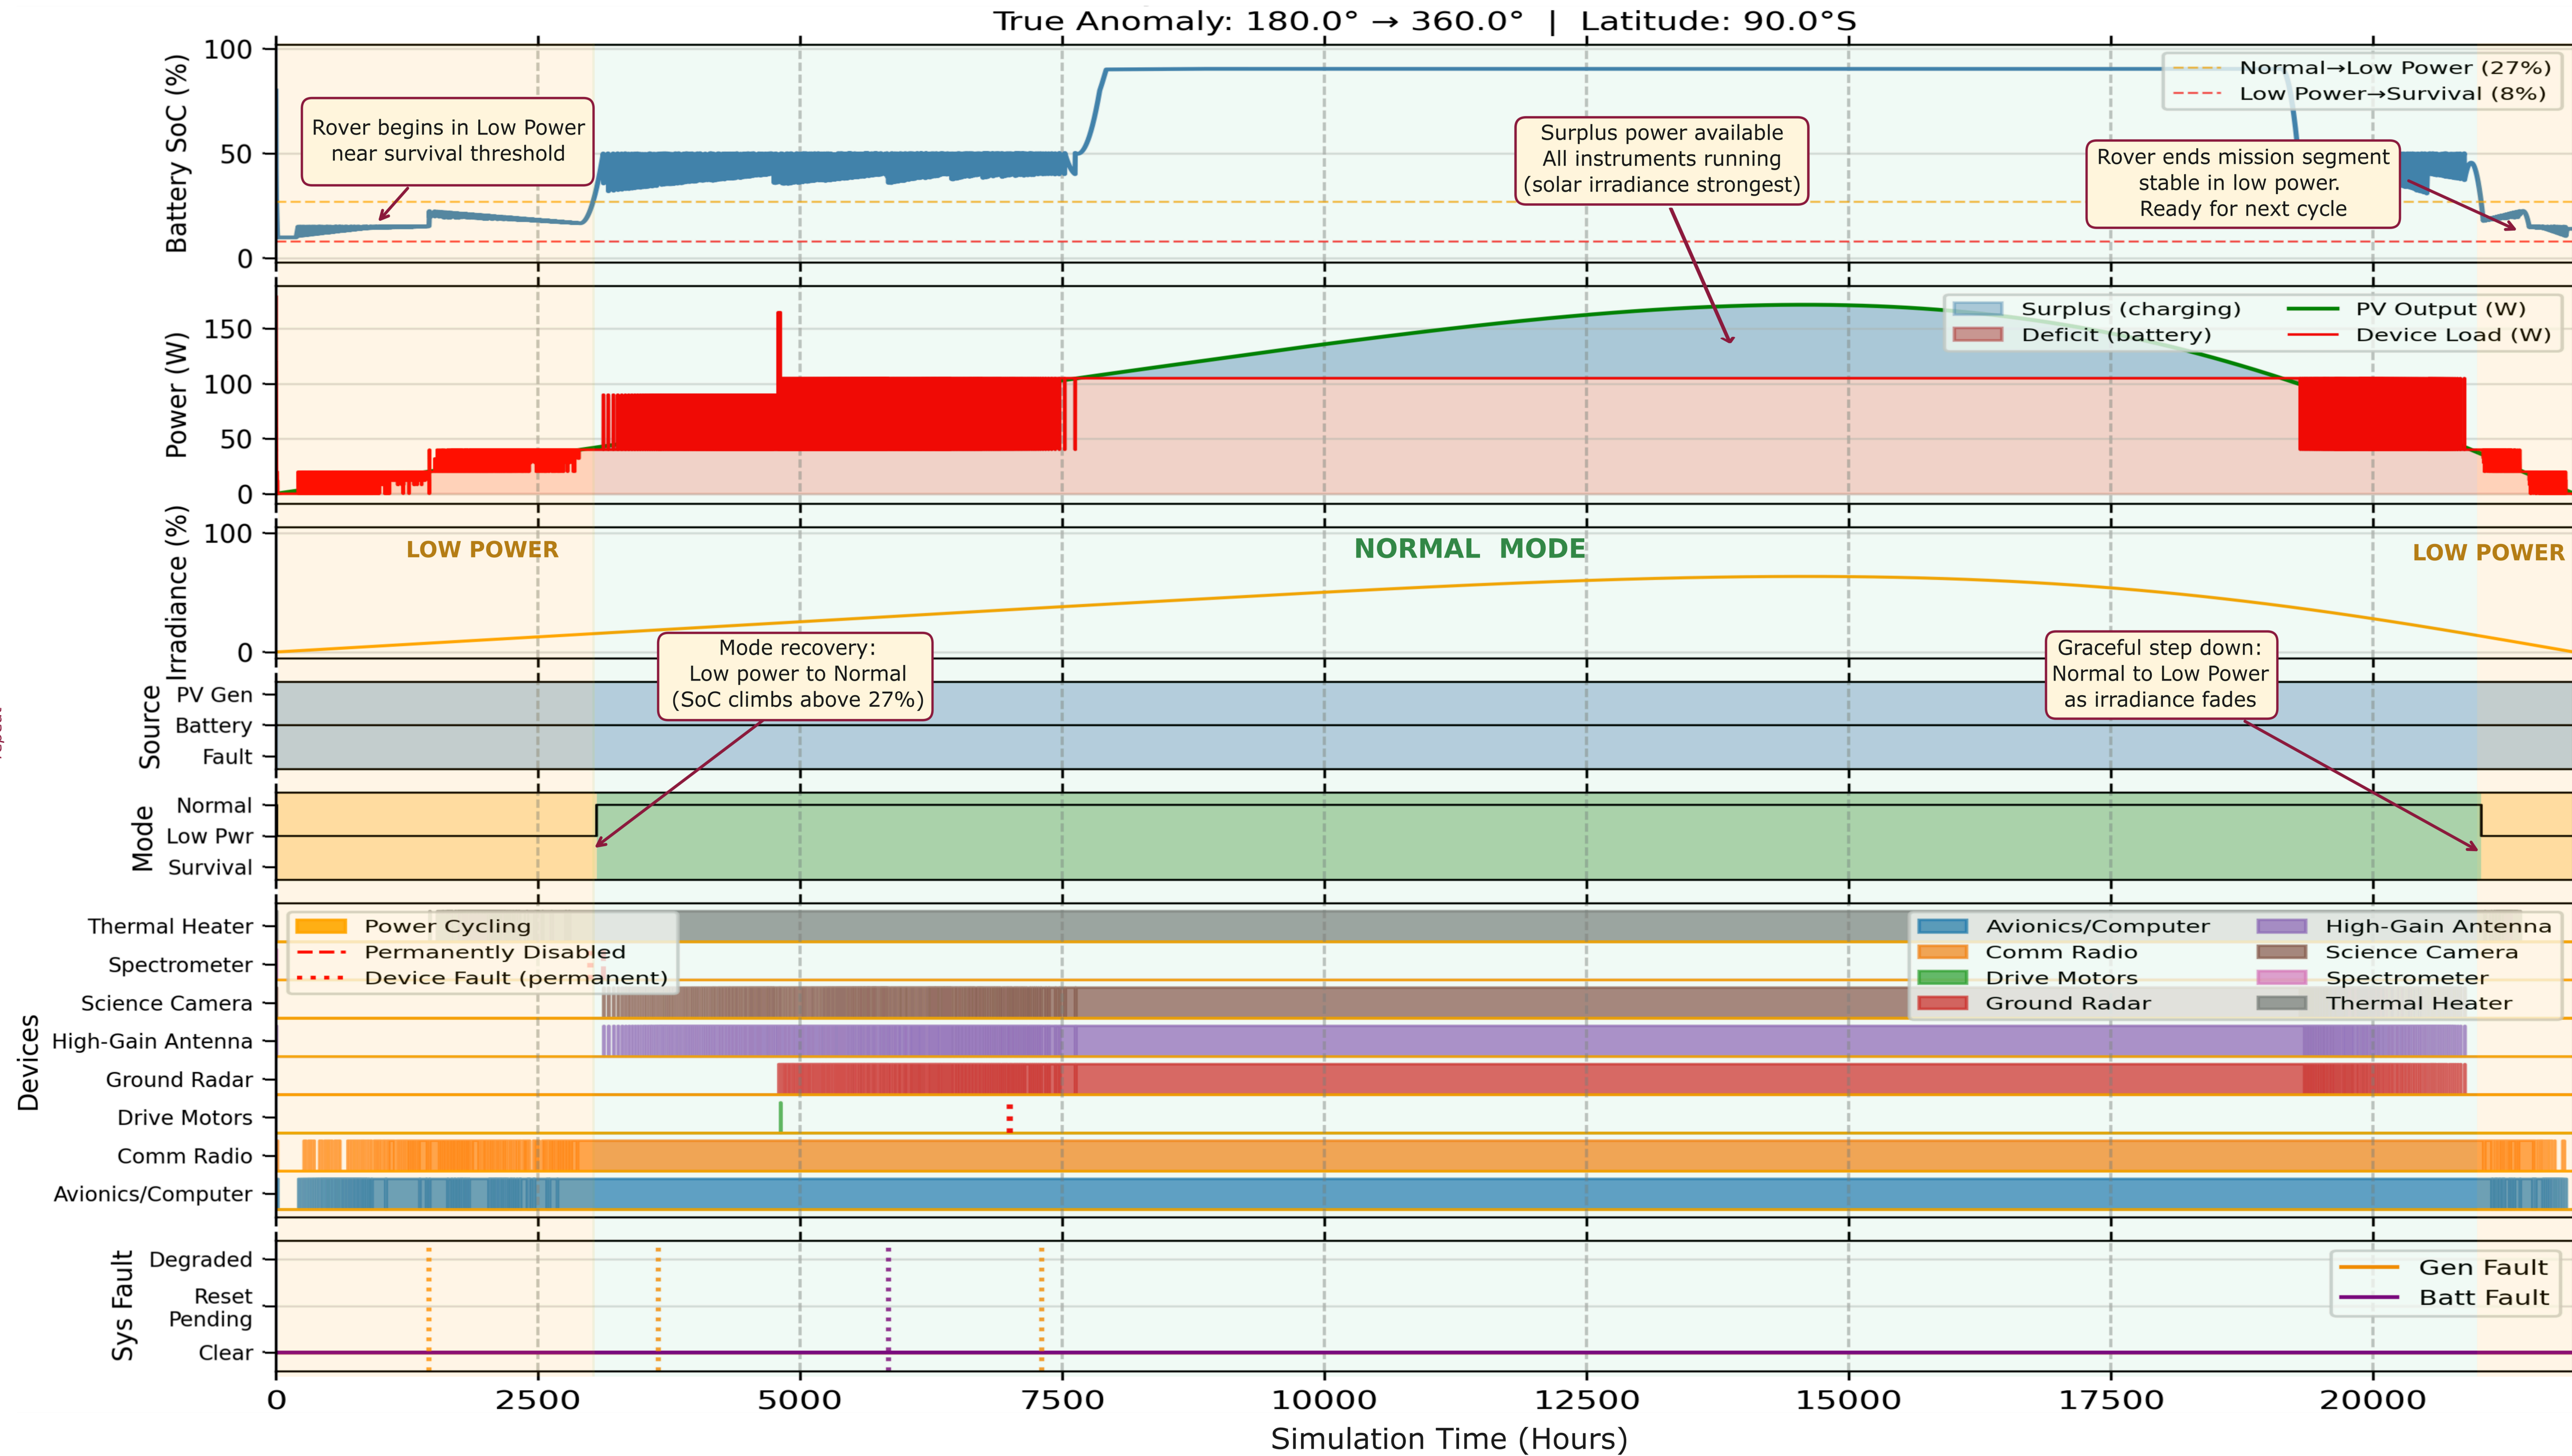 True Anomaly: 180.0° → 360.0° | Latitude: 90.0°S
Battery SoC (%)
100
50
0
Rover begins in Low Power
near survival threshold
Surplus power available
All instruments running
(solar irradiance strongest)
Normal→Low Power (27%)
Low Power→Survival (8%)
Rover ends mission segment
stable in low power.
Ready for next cycle
Power (W)
150
100
50
0
Surplus (charging)
Deficit (battery)
PV Output (W)
Device Load (W)
Irradiance (%)
100
0
LOW POWER
NORMAL MODE
LOW POWER
Mode recovery:
Low power to Normal
(SoC climbs above 27%)
Graceful step down:
Normal to Low Power
as irradiance fades
Source
PV Gen
Battery
Fault
Mode
Normal
Low Pwr
Survival
Devices
Thermal Heater
Spectrometer
Science Camera
High-Gain Antenna
Ground Radar
Drive Motors
Comm Radio
Avionics/Computer
Power Cycling
Permanently Disabled
Device Fault (permanent)
Avionics/Computer
Comm Radio
Drive Motors
Ground Radar
High-Gain Antenna
Science Camera
Spectrometer
Thermal Heater
Sys Fault
Degraded
Reset
Pending
Clear
Gen Fault
Batt Fault
0 2500 5000 7500 10000 12500 15000 17500 20000
Simulation Time (Hours)